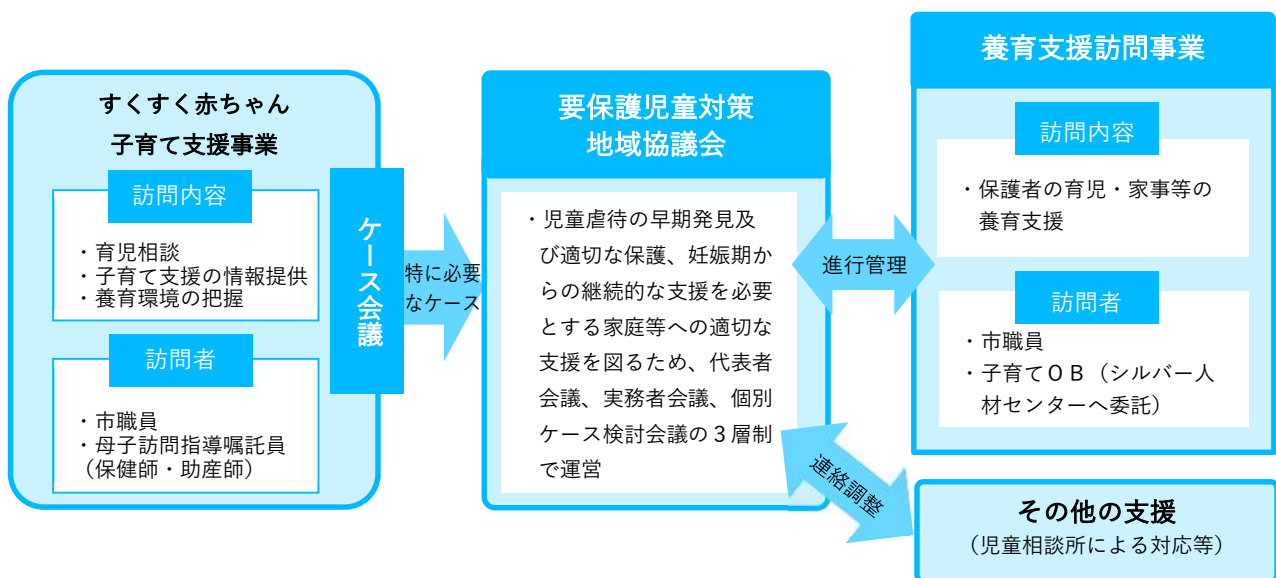 すくすく赤ちゃん
子育て支援事業
訪問内容
・育児相談
・子育て支援の情報提供
・養育環境の把握
訪問者
・市職員
・母子訪問指導嘱託員
（保健師・助産師）
ケース会議
特に必要
なケース
要保護児童対策
地域協議会
・児童虐待の早期発見及
び適切な保護、妊娠期か
らの継続的な支援を必要
とする家庭等への適切な
支援を図るため、代表者
会議、実務者会議、個別
ケース検討会議の３層制
で運営
進行管理
連絡調整
養育支援訪問事業
訪問内容
・保護者の育児・家事等の
養育支援
訪問者
・市職員
・子育てＯＢ（シルバー人
材センターへ委託）
その他の支援
（児童相談所による対応等）